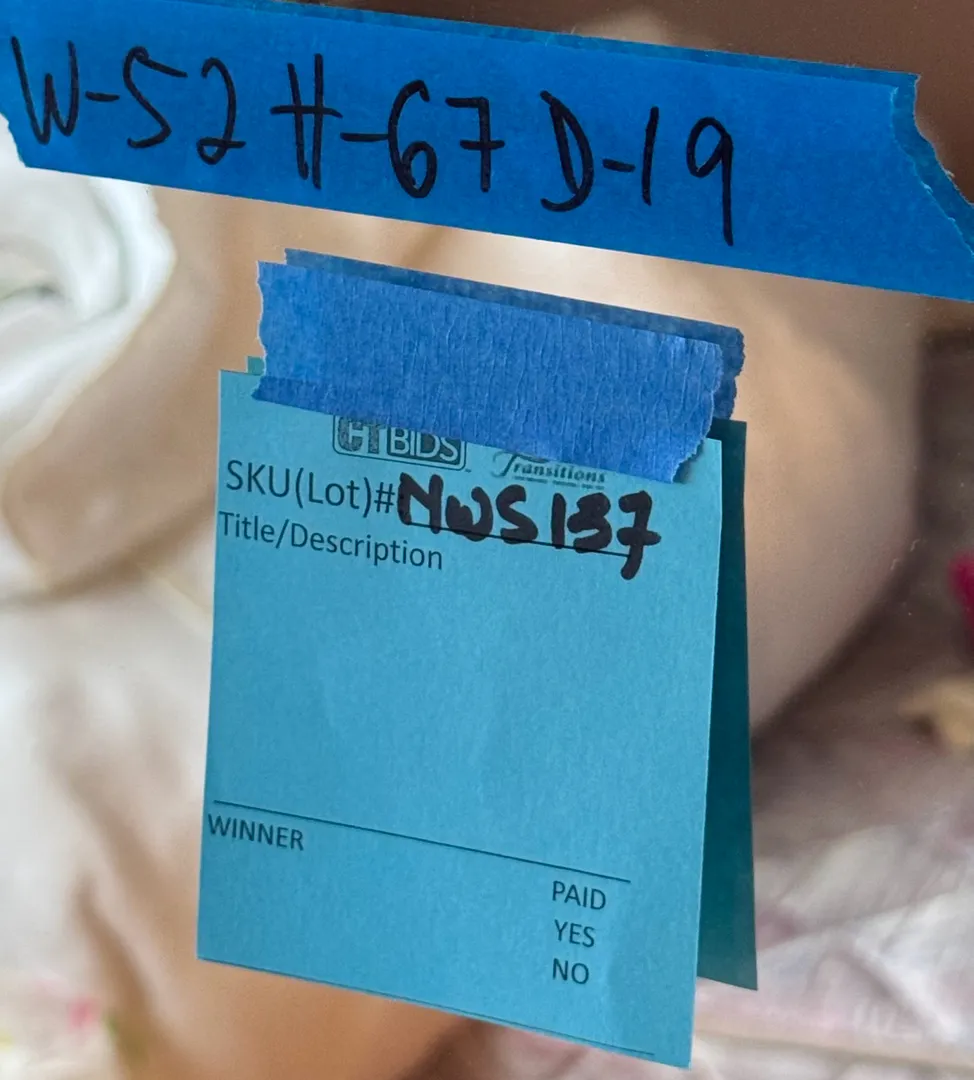 W-52 H-67 D-19
CTBIDS
Transitions
SKU(Lot)# NWS137
Title/Description
WINNER
PAID
YES
NO